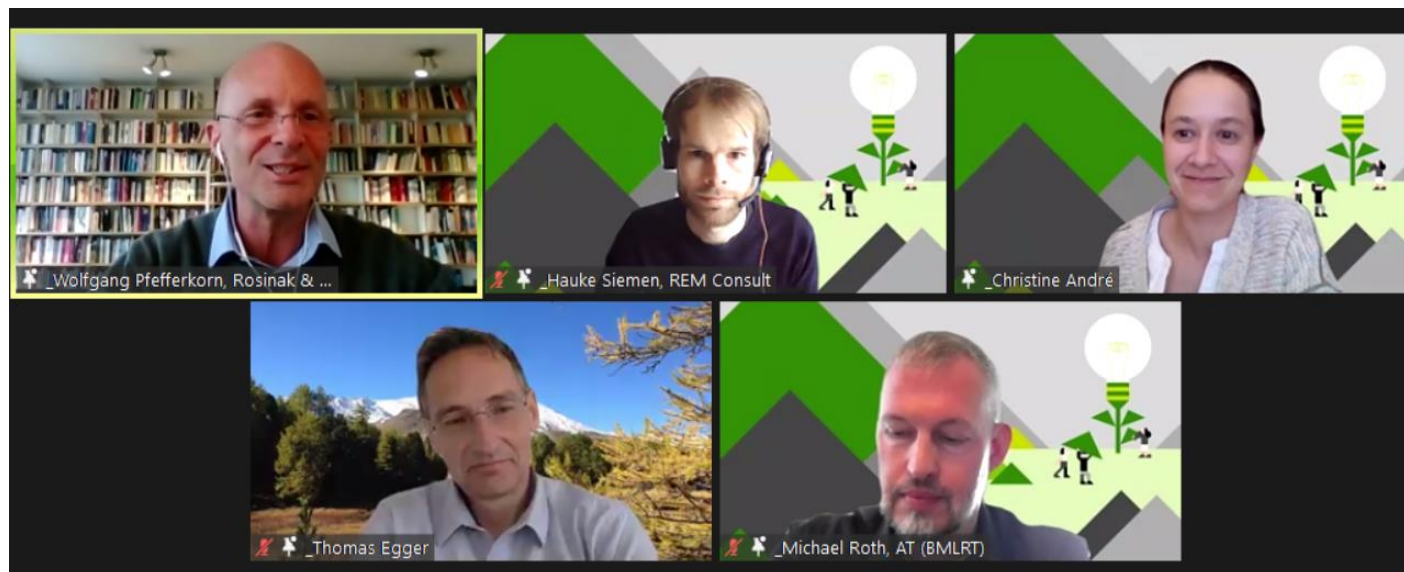 _Wolfgang Pfefferkorn, Rosinak & ...
_Hauke Siemen, REM Consult
_Christine André
_Thomas Egger
_Michael Roth, AT (BMLRT)